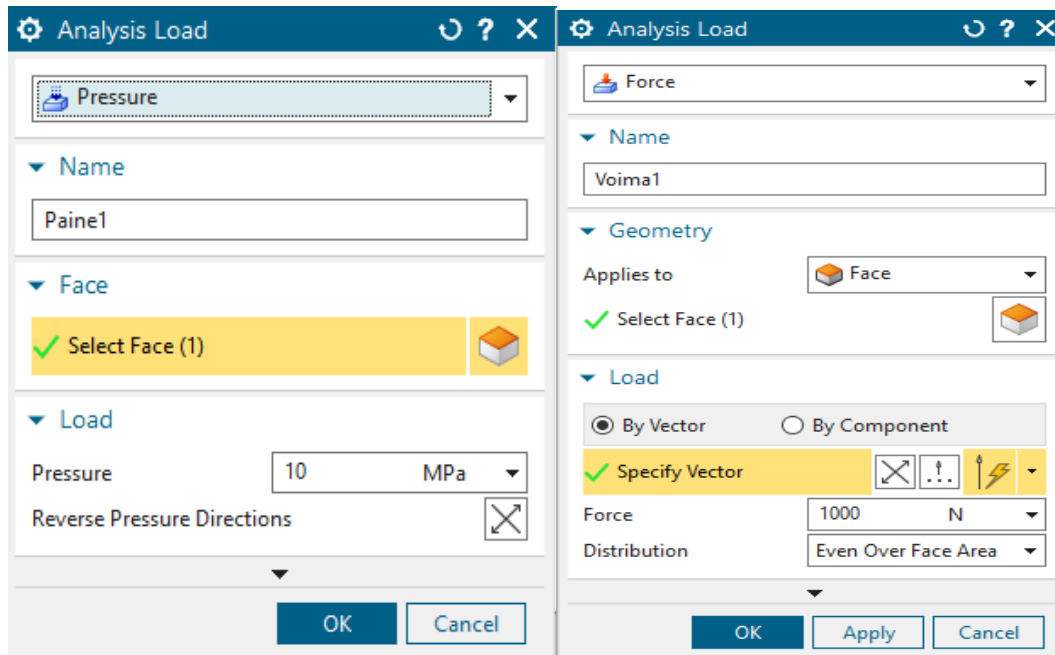 Analysis Load
Pressure
Name
Paine1
Face
Select Face (1)
Load
Pressure 10 MPa
Reverse Pressure Directions
OK Cancel
Analysis Load
Force
Name
Voima1
Geometry
Applies to Face
Select Face (1)
Load
By Vector By Component
Specify Vector
Force 1000 N
Distribution Even Over Face Area
OK Apply Cancel